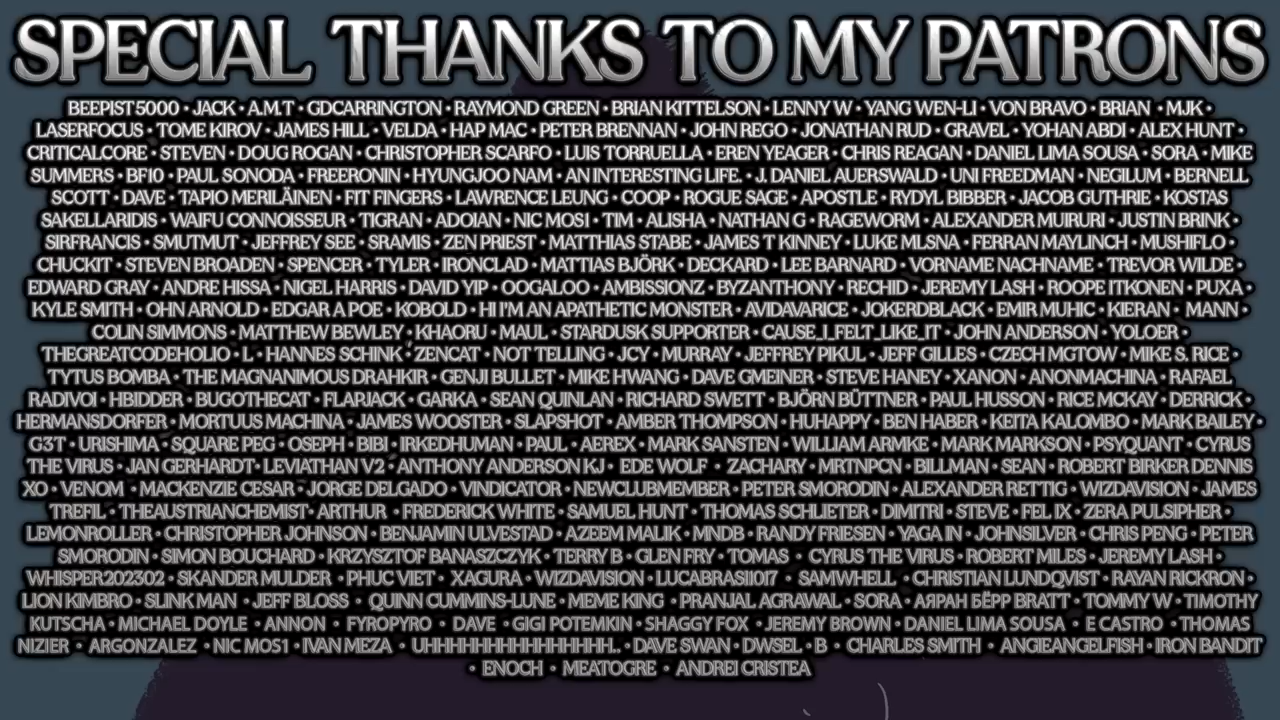 SPECIAL THANKS TO MY PATRONS
BEEPIST5000 • JACK • A.M.T • GDCARRINGTON • RAYMOND GREEN • BRIAN KITTELSON • LENNY W • YANG WEN-LI • VON BRAVO • BRIAN • MJK •
LASERFOCUS • TOME KIROV • JAMES HILL • VELDA • HAP MAC • PETER BRENNAN • JOHN REGO • JONATHAN RUD • GRAVEL • YOHAN ABDI • ALEX HUNT •
CRITICALCORE • STEVEN • DOUG ROGAN • CHRISTOPHER SCARFO • LUIS TORRUELLA • EREN YEAGER • CHRIS REAGAN • DANIEL LIMA SOUSA • SORA • MIKE
SUMMERS • BF10 • PAUL SONODA • FREERONIN • HYUNGJOO NAM • AN INTERESTING LIFE. • J. DANIEL AUERSWALD • UNI FREEDMAN • NEGILUM • BERNELL
SCOTT • DAVE • TAPIO MERILÄINEN • FIT FINGERS • LAWRENCE LEUNG • COOP • ROGUE SAGE • APOSTLE • RYDYL BIBBER • JACOB GUTHRIE • KOSTAS
SAKELLARIDIS • WAIFU CONNOISSEUR • TIGRAN • ADOIAN • NIC MOS1 • TIM • ALISHA • NATHAN G • RAGEWORM • ALEXANDER MUIRURI • JUSTIN BRINK •
SIRFRANCIS • SMUTMUT • JEFFREY SEE • SRAMIS • ZEN PRIEST • MATTHIAS STABE • JAMES T KINNEY • LUKE MLSNA • FERRAN MAYLINCH • MUSHIFLO •
CHUCKIT • STEVEN BROADEN • SPENCER • TYLER • IRONCLAD • MATTIAS BJÖRK • DECKARD • LEE BARNARD • VORNAME NACHNAME • TREVOR WILDE •
EDWARD GRAY • ANDRE HISSA • NIGEL HARRIS • DAVID YIP • OOGALOO • AMBISSIONZ • BYZANTHONY • RECHID • JEREMY LASH • ROOPE ITKONEN • PUXA •
KYLE SMITH • OHN ARNOLD • EDGAR A POE • KOBOLD • HI I'M AN APATHETIC MONSTER • AVIDAVARICE • JOKERDBLACK • EMIR MUHIC • KIERAN • MANN •
COLIN SIMMONS • MATTHEW BEWLEY • KHAORU • MAUL • STARDUSK SUPPORTER • CAUSE_I_FELT_LIKE_IT • JOHN ANDERSON • YOLOER •
THEGREATCODEHOLIO • L • HANNES SCHINK • ZENCAT • NOT TELLING • JCY • MURRAY • JEFFREY PIKUL • JEFF GILLES • CZECH MGTOW • MIKE S. RICE •
TYTUS BOMBA • THE MAGNANIMOUS DRAHKIR • GENJI BULLET • MIKE HWANG • DAVE GMEINER • STEVE HANEY • XANON • ANONMACHINA • RAFAEL
RADIVOI • HBIDDER • BUGOTHECAT • FLAPJACK • GARKA • SEAN QUINLAN • RICHARD SWETT • BJÖRN BÜTTNER • PAUL HUSSON • RICE MCKAY • DERRICK •
HERMANSDORFER • MORTUUS MACHINA • JAMES WOOSTER • SLAPSHOT • AMBER THOMPSON • HUHAPPY • BEN HABER • KEITA KALOMBO • MARK BAILEY •
G3T • URISHIMA • SQUARE PEG • OSEPH • BIBI • IRKEDHUMAN • PAUL • AEREX • MARK SANSTEN • WILLIAM ARMKE • MARK MARKSON • PSYQUANT • CYRUS
THE VIRUS • JAN GERHARDT • LEVIATHAN V2 • ANTHONY ANDERSON KJ • EDE WOLF • ZACHARY • MRTNPCN • BILLMAN • SEAN • ROBERT BIRKER DENNIS
XO • VENOM • MACKENZIE CESAR • JORGE DELGADO • VINDICATOR • NEWCLUBMEMBER • PETER SMORODIN • ALEXANDER RETTIG • WIZDAVISION • JAMES
TREFIL • THEAUSTRIANCHEMIST • ARTHUR • FREDERICK WHITE • SAMUEL HUNT • THOMAS SCHLIETER • DIMITRI • STEVE • FEL IX • ZERA PULSIPHER •
LEMONROLLER • CHRISTOPHER JOHNSON • BENJAMIN ULVESTAD • AZEEM MALIK • MNDB • RANDY FRIESEN • YAGA IN • JOHNSILVER • CHRIS PENG • PETER
SMORODIN • SIMON BOUCHARD • KRZYSZTOF BANASZCZYK • TERRY B • GLEN FRY • TOMAS • CYRUS THE VIRUS • ROBERT MILES • JEREMY LASH •
WHISPER202302 • SKANDER MULDER • PHUC VIET • XAGURA • WIZDAVISION • LUCABRASI11017 • SAMWHELL • CHRISTIAN LUNDQVIST • RAYAN RICKRON •
LION KIMBRO • SLINK MAN • JEFF BLOSS • QUINN CUMMINS-LUNE • MEME KING • PRANJAL AGRAWAL • SORA • АЯРАН БЁРР BRATT • TOMMY W • TIMOTHY
KUTSCHA • MICHAEL DOYLE • ANNON • FYROPYRO • DAVE • GIGI POTEMKIN • SHAGGY FOX • JEREMY BROWN • DANIEL LIMA SOUSA • E CASTRO • THOMAS
NIZIER • ARGONZALEZ • NIC MOS1 • IVAN MEZA • UHHHHHHHHHHHHHH.. • DAVE SWAN • DWSEL • B • CHARLES SMITH • ANGIEANGELFISH • IRON BANDIT
• ENOCH • MEATOGRE • ANDREI CRISTEA